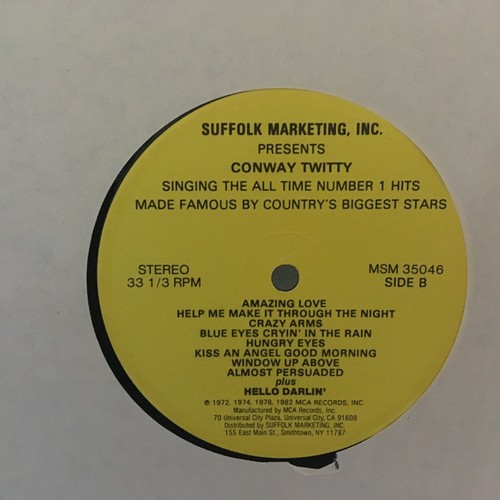 SUFFOLK MARKETING, INC.
PRESENTS
CONWAY TWITTY
SINGING THE ALL TIME NUMBER 1 HITS
MADE FAMOUS BY COUNTRY'S BIGGEST STARS
STEREO
33 1/3 RPM
MSM 35046
SIDE B
AMAZING LOVE
HELP ME MAKE IT THROUGH THE NIGHT
CRAZY ARMS
BLUE EYES CRYIN' IN THE RAIN
HUNGRY EYES
KISS AN ANGEL GOOD MORNING
WINDOW UP ABOVE
ALMOST PERSUADED
plus
HELLO DARLIN'
℗ 1972, 1974, 1978, 1982 MCA RECORDS, INC
Manufactured by MCA Records, Inc.
70 Universal City Plaza, Universal City, CA 91608
Distributed by SUFFOLK MARKETING, INC.
155 East Main St., Smithtown, NY 11787